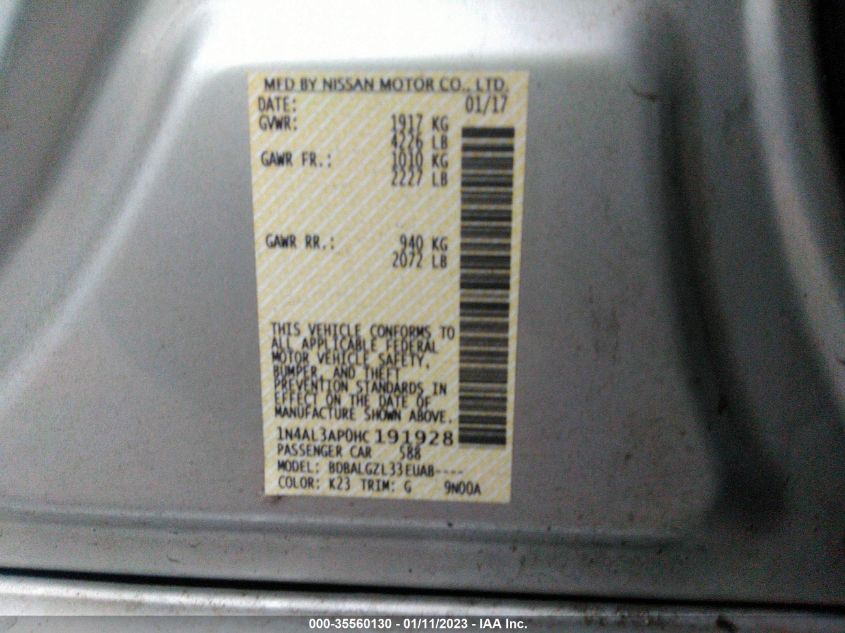 MFD BY NISSAN MOTOR CO., LTD.
DATE: 01/17
GVWR: 1917 KG
4226 LB
GAWR FR.: 1010 KG
2227 LB
GAWR RR.: 940 KG
2072 LB
THIS VEHICLE CONFORMS TO
ALL APPLICABLE FEDERAL
MOTOR VEHICLE SAFETY,
BUMPER, AND THEFT
PREVENTION STANDARDS IN
EFFECT ON THE DATE OF
MANUFACTURE SHOWN ABOVE.
1N4AL3AP0HC191928
PASSENGER CAR 588
MODEL: BDBALGZL33EUAB----
COLOR: K23 TRIM: G 9N00A
000-35560130 - 01/11/2023 - IAA Inc.